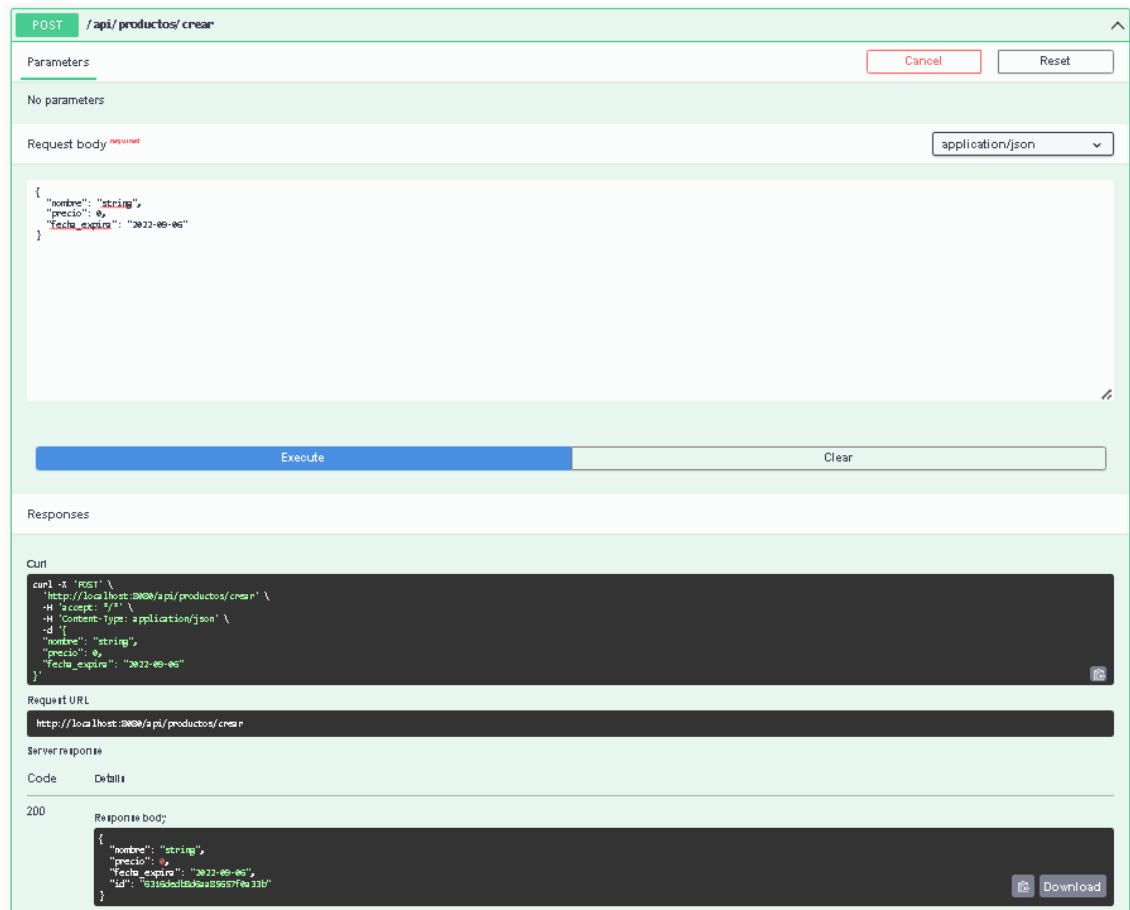 POST /api/productos/crear
Parameters
Cancel
Reset
No parameters
Request body required
application/json
{
"nombre": "string",
"precio": 0,
"fecha_expira": "2022-09-06"
}
Execute
Clear
Responses
Curl
curl -X 'POST' \
'http://localhost:8080/api/productos/crear' \
-H 'accept: */*' \
-H 'Content-Type: application/json' \
-d '{
"nombre": "string",
"precio": 0,
"fecha_expira": "2022-09-06"
}'
Request URL
http://localhost:8080/api/productos/crear
Server response
Code Details
200
Response body
{
"nombre": "string",
"precio": 0,
"fecha_expira": "2022-09-06",
"id":
}
Download